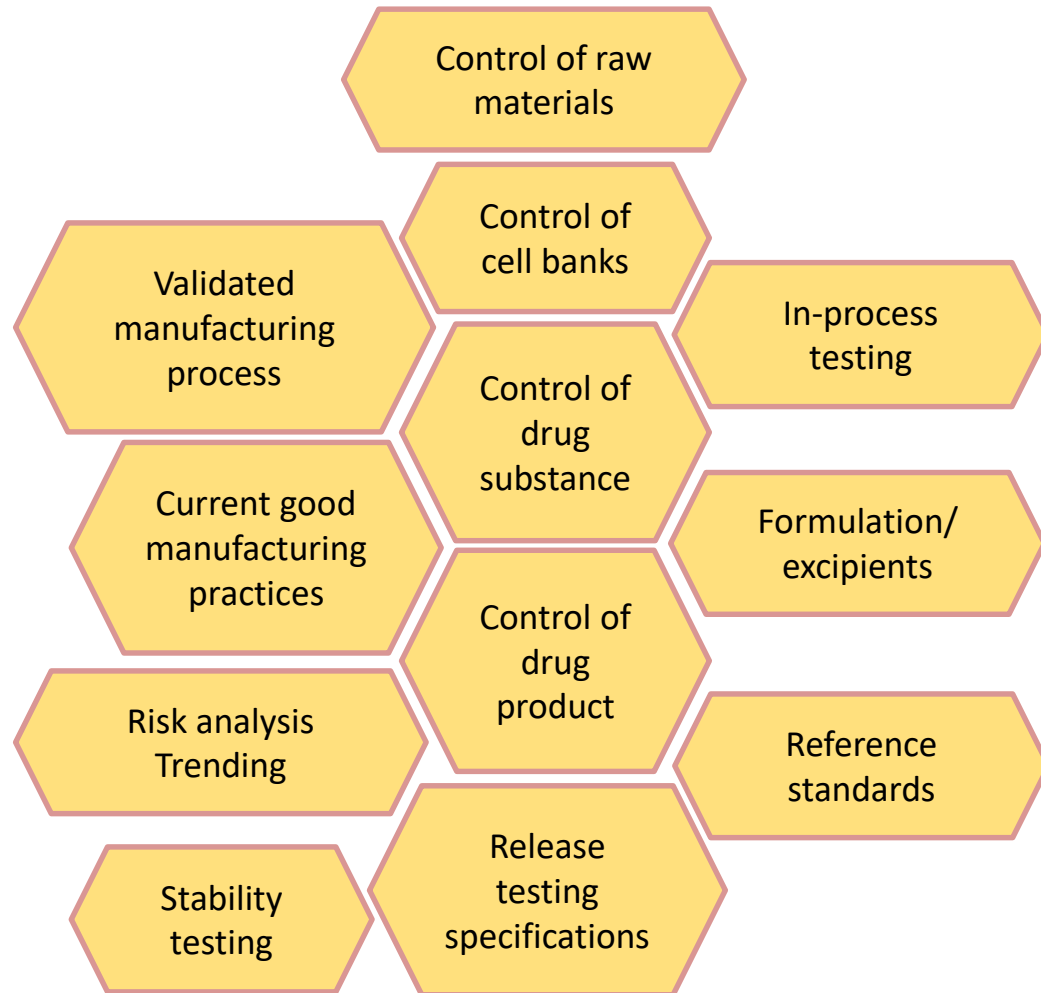 Control of raw
materials
Control of
cell banks
Validated
manufacturing
process
In-process
testing
Control of
drug
substance
Current good
manufacturing
practices
Formulation/
excipients
Control of
drug
product
Risk analysis
Trending
Reference
standards
Release
testing
specifications
Stability
testing